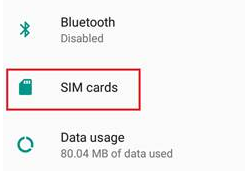 Bluetooth
Disabled
SIM cards
Data usage
80.04 MB of data used